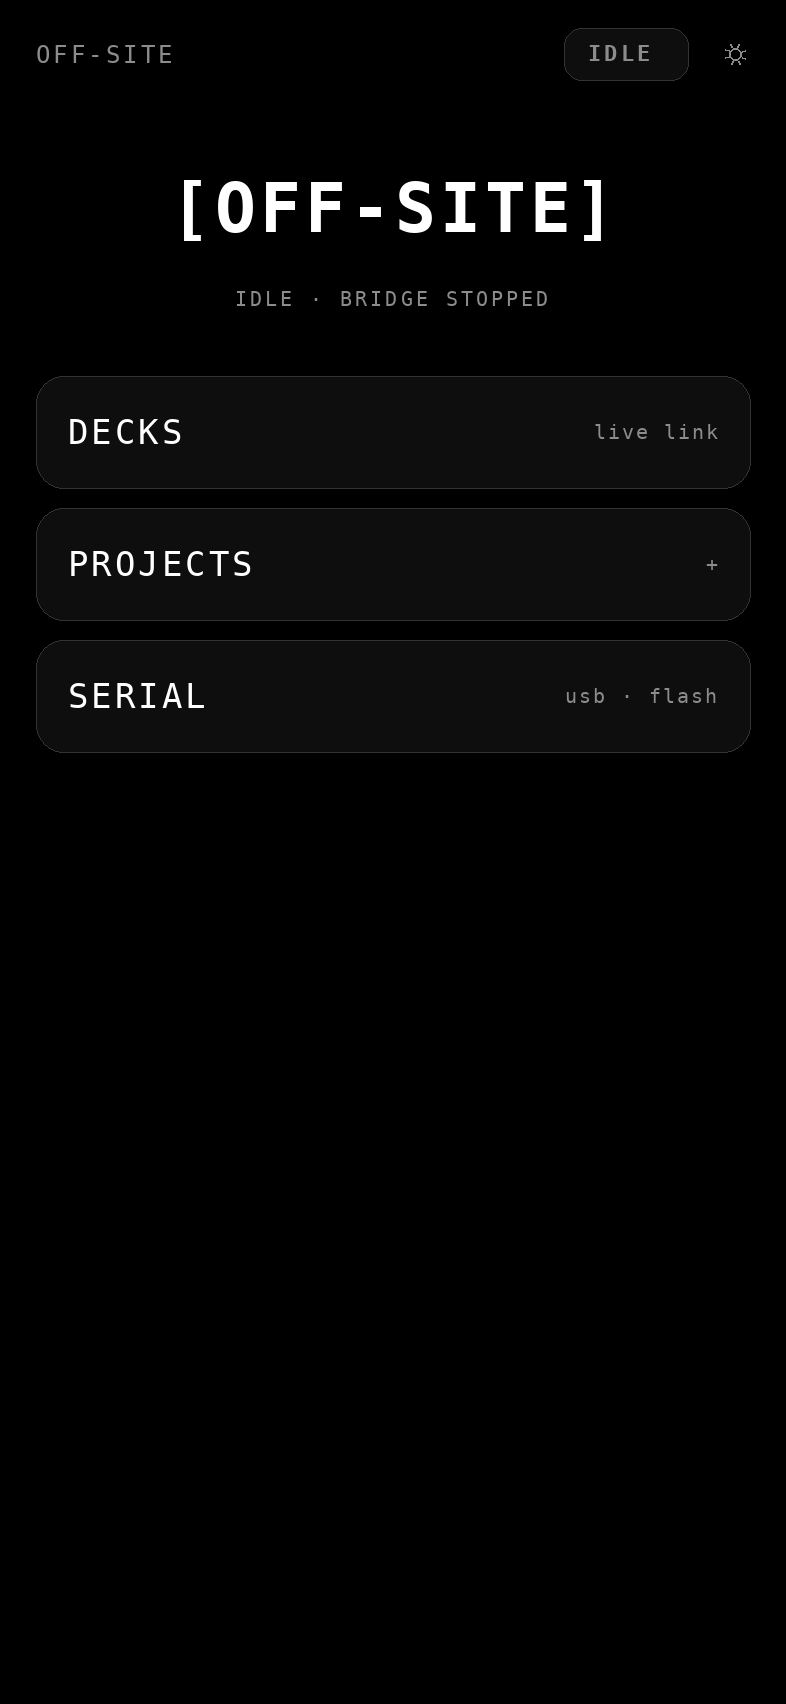 OFF-SITE IDLE
[OFF-SITE]
IDLE · BRIDGE STOPPED
DECKS live link
PROJECTS +
SERIAL usb · flash